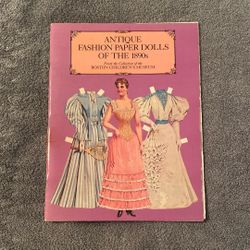 ANTIQUE
FASHION PAPER DOLLS
OF THE 1890s
From the Collection of the
BOSTON CHILDREN'S MUSEUM